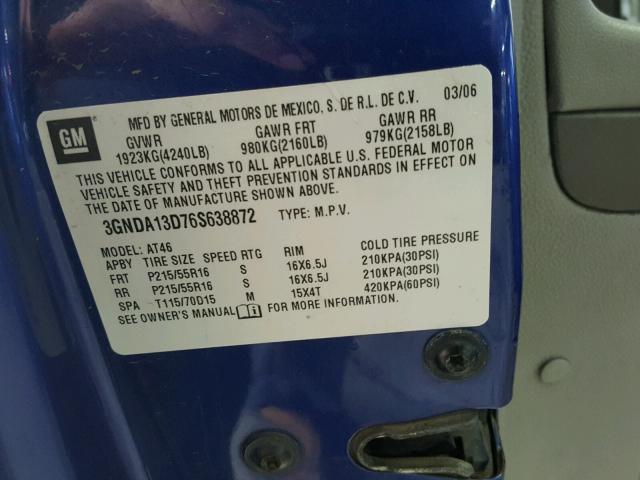 GM
MFD BY GENERAL MOTORS DE MEXICO, S. DE R.L. DE C.V. 03/06
GVWR GAWR FRT GAWR RR
1923KG(4240LB) 980KG(2160LB) 979KG(2158LB)
THIS VEHICLE CONFORMS TO ALL APPLICABLE U.S. FEDERAL MOTOR
VEHICLE SAFETY AND THEFT PREVENTION STANDARDS IN EFFECT ON
THE DATE OF MANUFACTURE SHOWN ABOVE.
3GNDA13D76S638872 TYPE: M.P.V.
MODEL: AT46
APBY TIRE SIZE SPEED RTG RIM COLD TIRE PRESSURE
FRT P215/55R16 S 16X6.5J 210KPA(30PSI)
RR P215/55R16 S 16X6.5J 210KPA(30PSI)
SPA T115/70D15 M 15X4T 420KPA(60PSI)
SEE OWNER'S MANUAL FOR MORE INFORMATION.